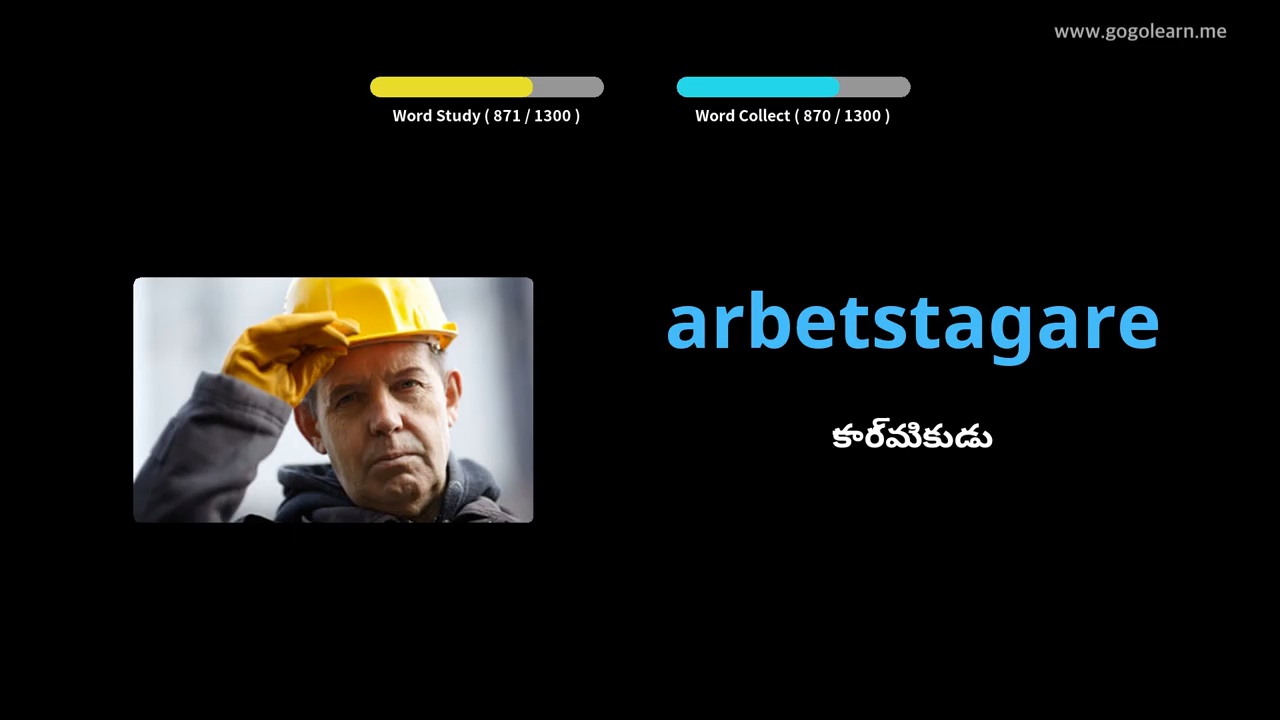 www.gogolearn.me
Word Study ( 871 / 1300 )
Word Collect ( 870 / 1300 )
arbetstagare
కార్మికుడు